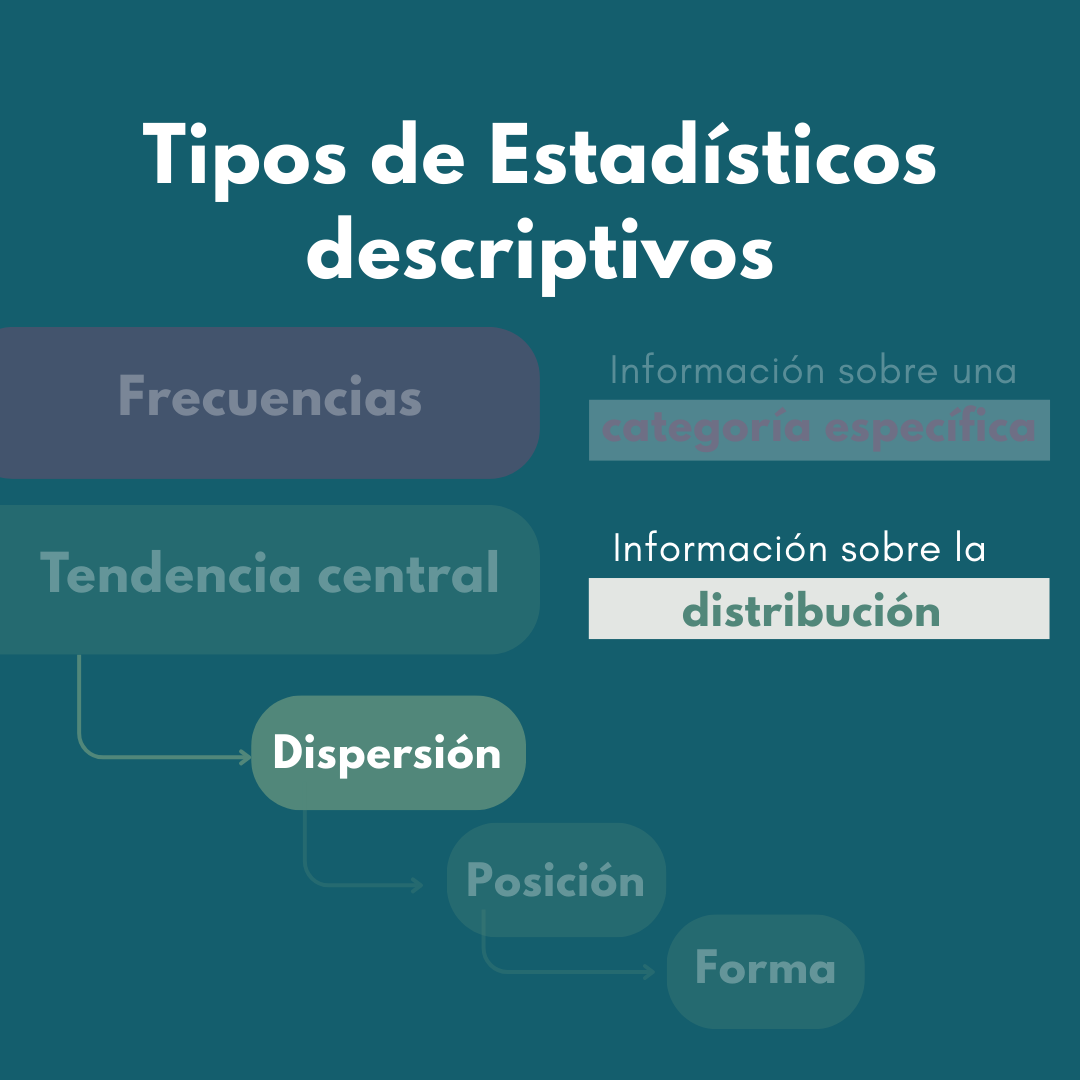 Tipos de Estadísticos
descriptivos
Frecuencias
Información sobre una
categoría específica
Tendencia central
Información sobre la
distribución
Dispersión
Posición
Forma